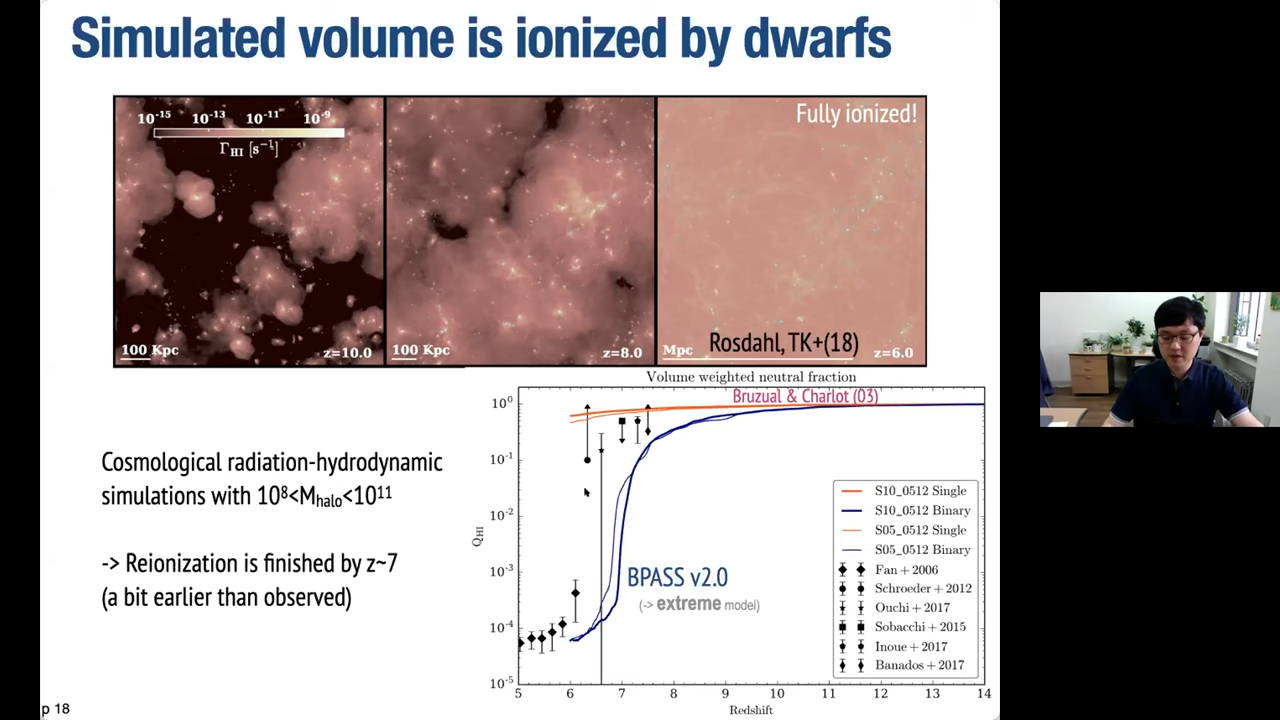 Simulated volume is ionized by dwarfs
10-15 10-13 10-11 10-9
ΓHI [s-1]
100 Kpc
z=10.0
100 Kpc
z=8.0
Fully ionized!
Mpc
Rosdahl, TK+(18)
z=6.0
Cosmological radiation-hydrodynamic
simulations with 10⁸<Mhalo<10¹¹
-> Reionization is finished by z~7
(a bit earlier than observed)
Volume weighted neutral fraction
Bruzual & Charlot (03)
10⁰
10-1
10-2
10-3
10-4
10-5
QHI
BPASS v2.0
(-> extreme model)
S10_0512 Single
S10_0512 Binary
S05_0512 Single
S05_0512 Binary
Fan+2006
Schroeder+2012
Ouchi+2017
Sobacchi+2015
Inoue+2017
Banados+2017
5 6 7 8 9 10 11 12 13 14
Redshift
p 18